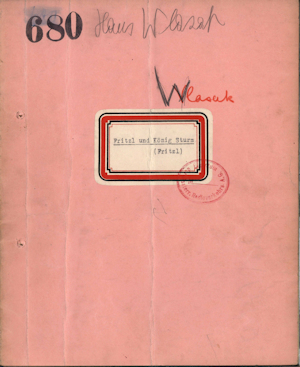 680 Hans Wlasak
Wlasak
Fritzl und König Sturm
(Fritzl)